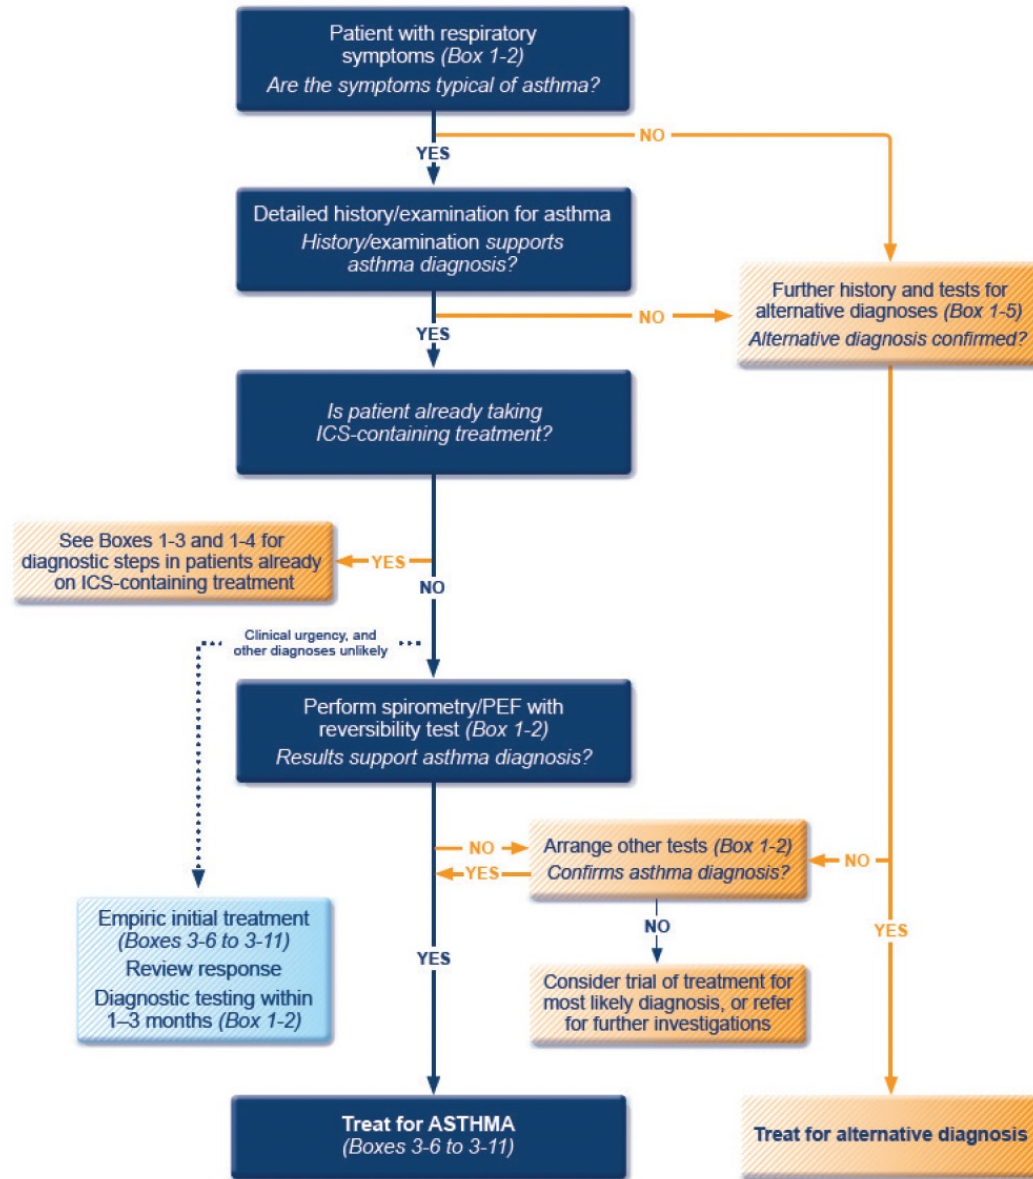 Patient with respiratory
symptoms (Box 1-2)
Are the symptoms typical of asthma?
NO
YES
Detailed history/examination for asthma
History/examination supports
asthma diagnosis?
Further history and tests for
alternative diagnoses (Box 1-5)
Alternative diagnosis confirmed?
NO
YES
Is patient already taking
ICS-containing treatment?
See Boxes 1-3 and 1-4 for
diagnostic steps in patients already
on ICS-containing treatment
YES
NO
Clinical urgency, and
other diagnoses unlikely
Perform spirometry/PEF with
reversibility test (Box 1-2)
Results support asthma diagnosis?
NO
YES
Arrange other tests (Box 1-2)
Confirms asthma diagnosis?
NO
YES
NO
YES
Empiric initial treatment
(Boxes 3-6 to 3-11)
Review response
Diagnostic testing within
1–3 months (Box 1-2)
Consider trial of treatment for
most likely diagnosis, or refer
for further investigations
Treat for ASTHMA
(Boxes 3-6 to 3-11)
Treat for alternative diagnosis